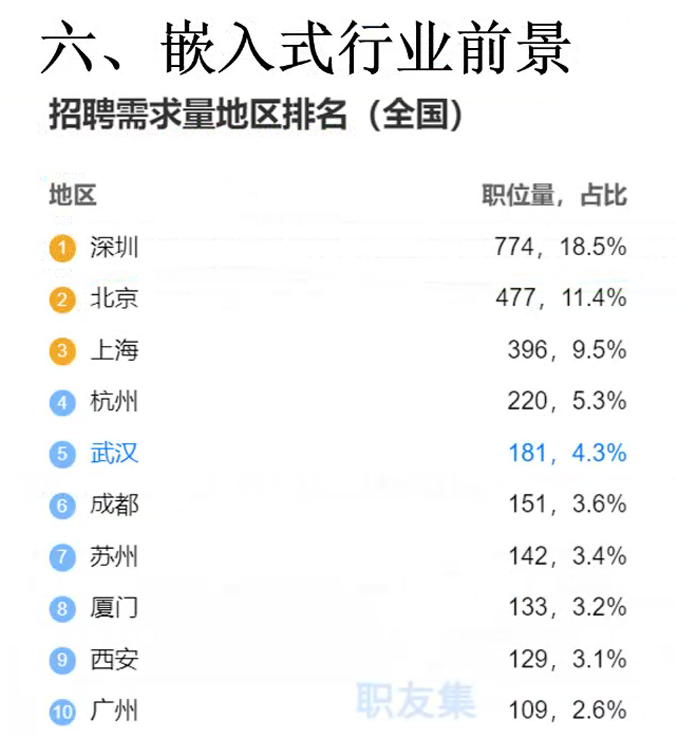 六、嵌入式行业前景
招聘需求量地区排名（全国）
地区 职位量，占比
1 深圳 774，18.5%
2 北京 477，11.4%
3 上海 396，9.5%
4 杭州 220，5.3%
5 武汉 181，4.3%
6 成都 151，3.6%
7 苏州 142，3.4%
8 厦门 133，3.2%
9 西安 129，3.1%
10 广州 109，2.6%
职友集